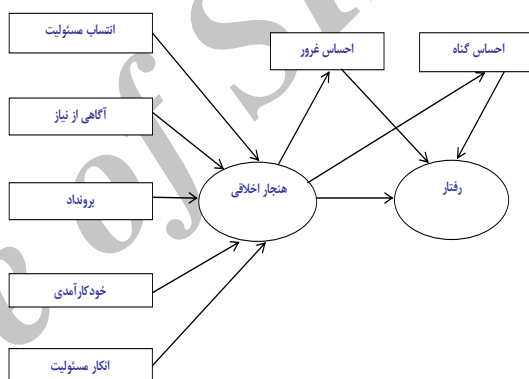 انتساب مسئولیت
احساس غرور
احساس گناه
آگاهی از نیاز
هنجار اخلاقی
رفتار
برونداد
خودکارآمدی
انکار مسئولیت